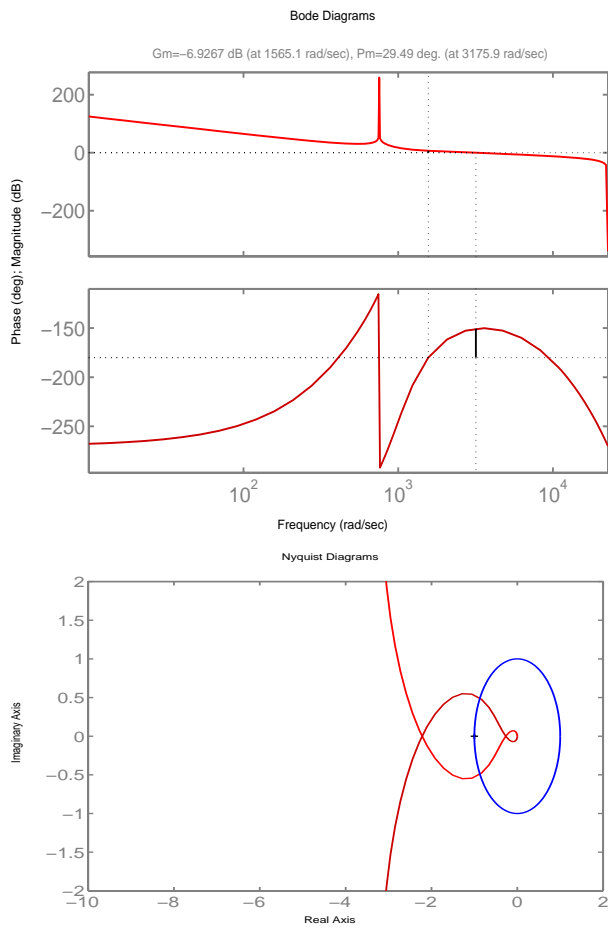 Bode Diagrams
Gm=−6.9267 dB (at 1565.1 rad/sec), Pm=29.49 deg. (at 3175.9 rad/sec)
Phase (deg); Magnitude (dB)
200
0
−200
−150
−200
−250
10^2 10^3 10^4
Frequency (rad/sec)
Nyquist Diagrams
Imaginary Axis
2
1.5
1
0.5
0
−0.5
−1
−1.5
−2
−10 −8 −6 −4 −2 0 2
Real Axis